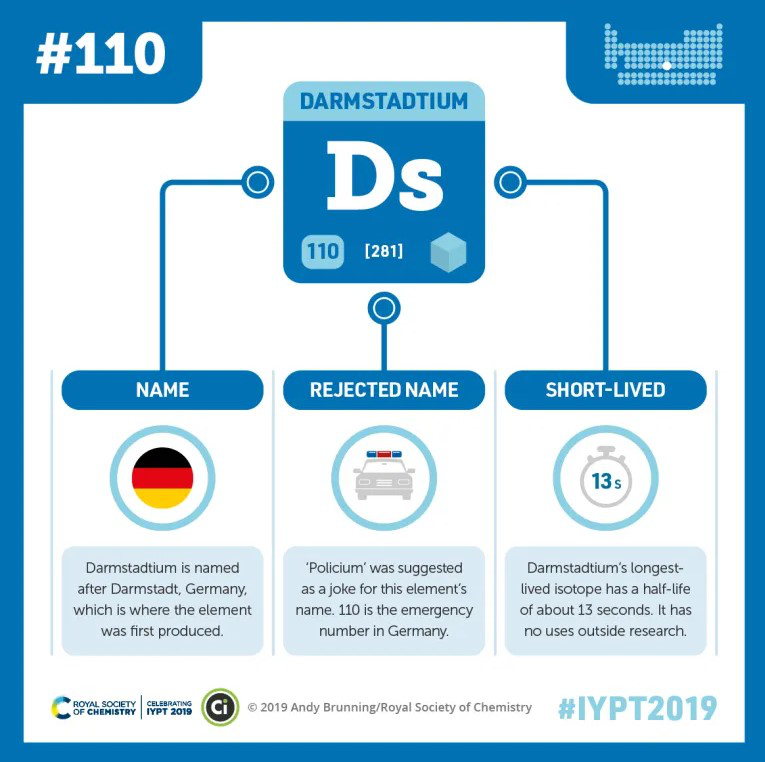 #110
DARMSTADTIUM
Ds
110 [281]
NAME
Darmstadtium is named
after Darmstadt, Germany,
which is where the element
was first produced.
REJECTED NAME
‘Policium’ was suggested
as a joke for this element’s
name. 110 is the emergency
number in Germany.
SHORT-LIVED
13 s
Darmstadtium’s longest-
lived isotope has a half-life
of about 13 seconds. It has
no uses outside research.
ROYAL SOCIETY
OF CHEMISTRY
CELEBRATING
IYPT 2019
Ci
© 2019 Andy Brunning/Royal Society of Chemistry
#IYPT2019